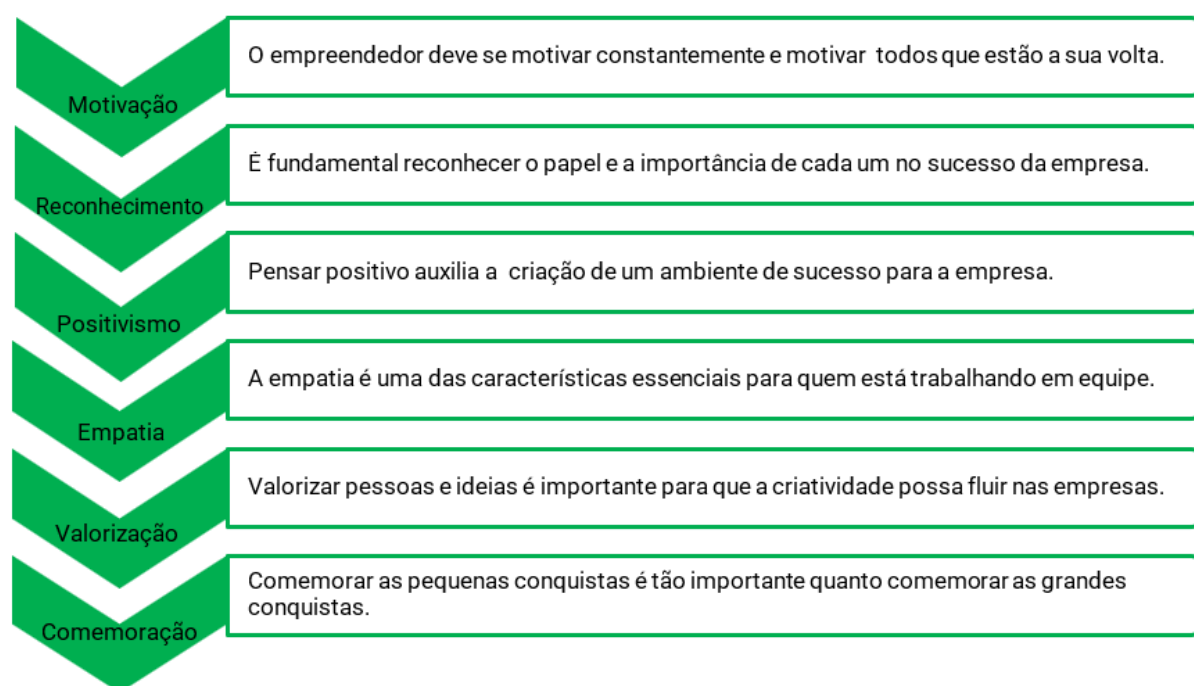 O empreendedor deve se motivar constantemente e motivar todos que estão a sua volta.
Motivação
É fundamental reconhecer o papel e a importância de cada um no sucesso da empresa.
Reconhecimento
Pensar positivo auxilia a criação de um ambiente de sucesso para a empresa.
Positivismo
A empatia é uma das características essenciais para quem está trabalhando em equipe.
Empatia
Valorizar pessoas e ideias é importante para que a criatividade possa fluir nas empresas.
Valorização
Comemorar as pequenas conquistas é tão importante quanto comemorar as grandes
conquistas.
Comemoração